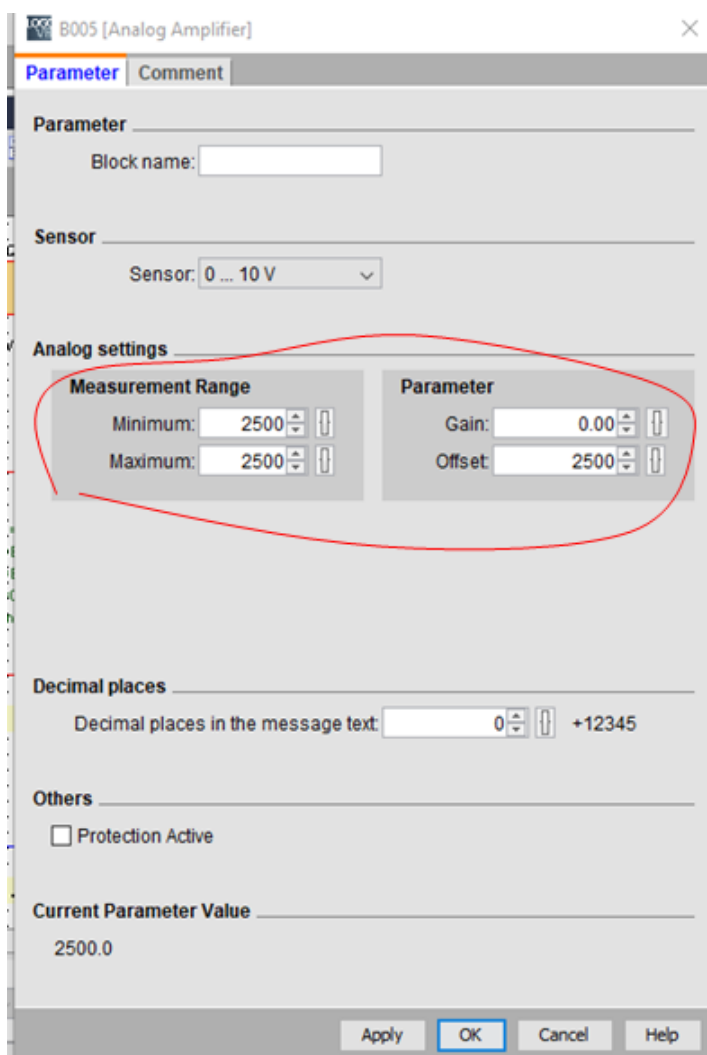 B005 [Analog Amplifier]
Parameter Comment
Parameter
Block name:
Sensor
Sensor: 0 ... 10 V
Analog settings
Measurement Range Parameter
Minimum: 2500 Gain: 0.00
Maximum: 2500 Offset: 2500
Decimal places
Decimal places in the message text: 0 +12345
Others
Protection Active
Current Parameter Value
2500.0
Apply OK Cancel Help